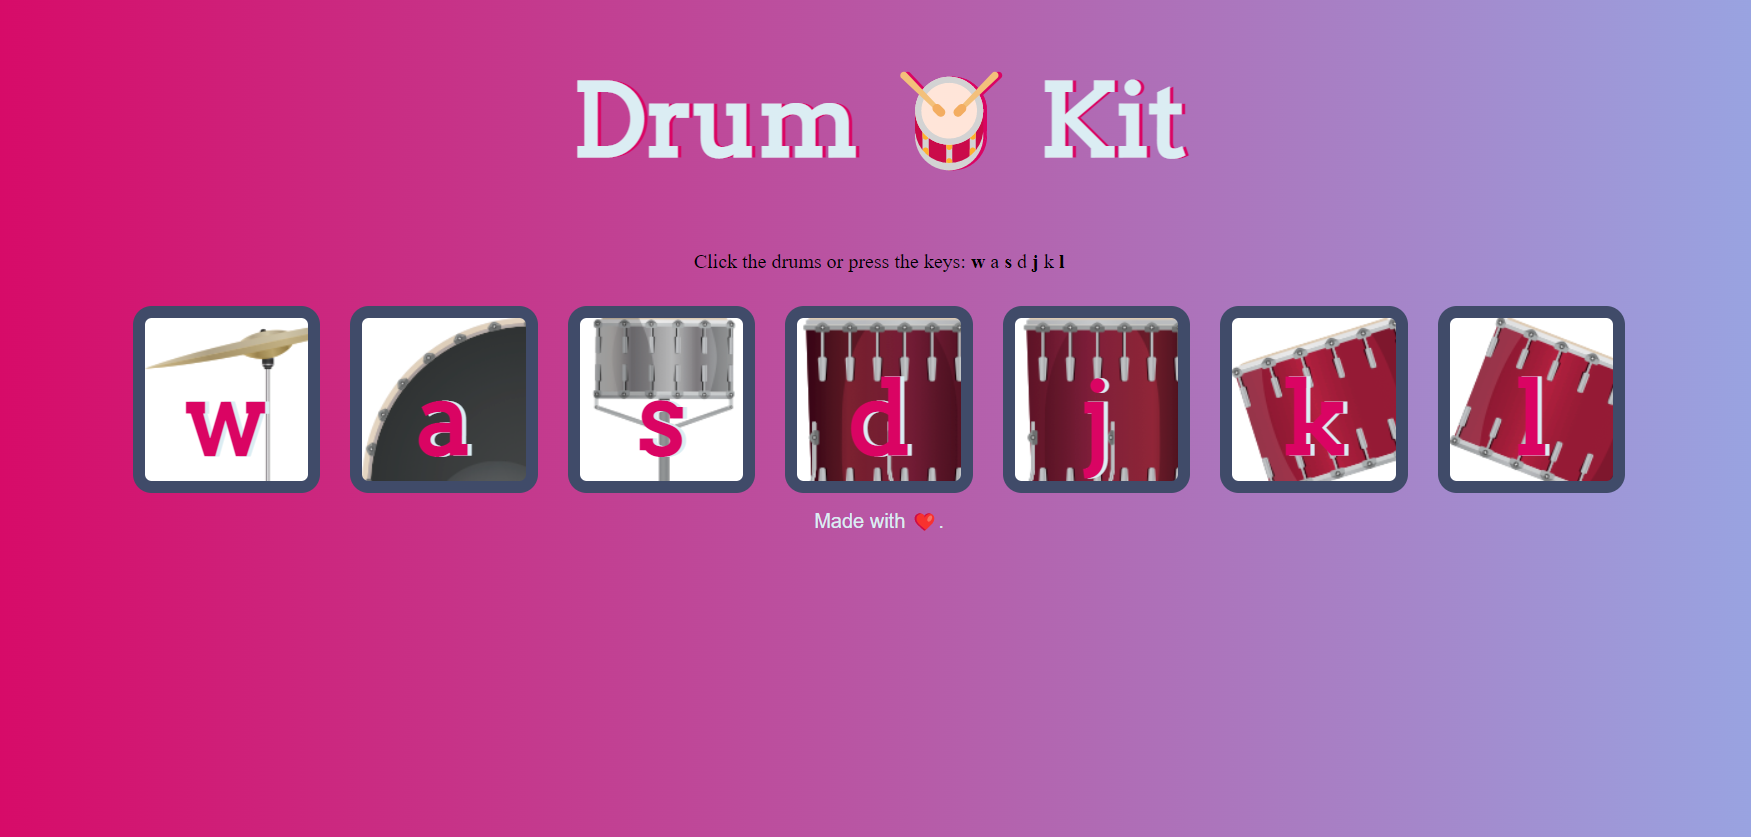 Drum 🥁 Kit
Click the drums or press the keys: w a s d j k l
w a s d j k l
Made with ❤️.